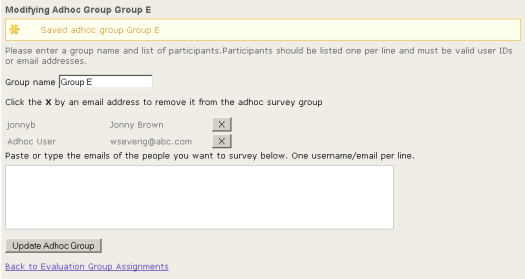 Modifying Adhoc Group Group E
Saved adhoc group Group E
Please enter a group name and list of participants.Participants should be listed one per line and must be valid user IDs
or email addresses.
Group name Group E
Click the X by an email address to remove it from the adhoc survey group
jonnyb Jonny Brown X
Adhoc User wseverig@abc.com X
Paste or type the emails of the people you want to survey below. One username/email per line.
Update Adhoc Group
Back to Evaluation Group Assignments